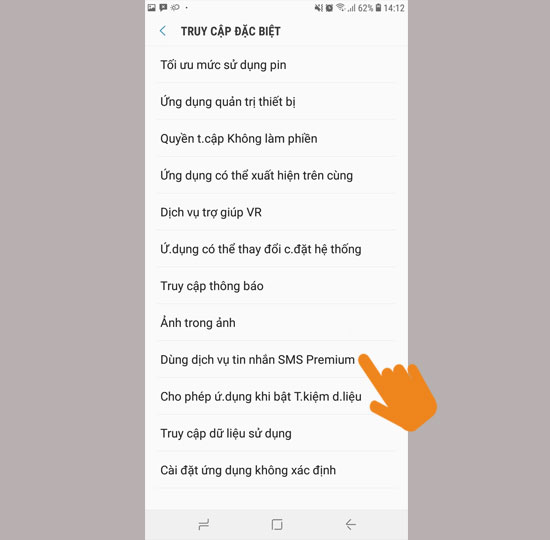 62% 14:12
TRUY CẬP ĐẶC BIỆT
Tối ưu mức sử dụng pin
Ứng dụng quản trị thiết bị
Quyền t.cập Không làm phiền
Ứng dụng có thể xuất hiện trên cùng
Dịch vụ trợ giúp VR
Ứ.dụng có thể thay đổi c.đặt hệ thống
Truy cập thông báo
Ảnh trong ảnh
Dùng dịch vụ tin nhắn SMS Premium
Cho phép ứ.dụng khi bật T.kiệm d.liệu
Truy cập dữ liệu sử dụng
Cài đặt ứng dụng không xác định